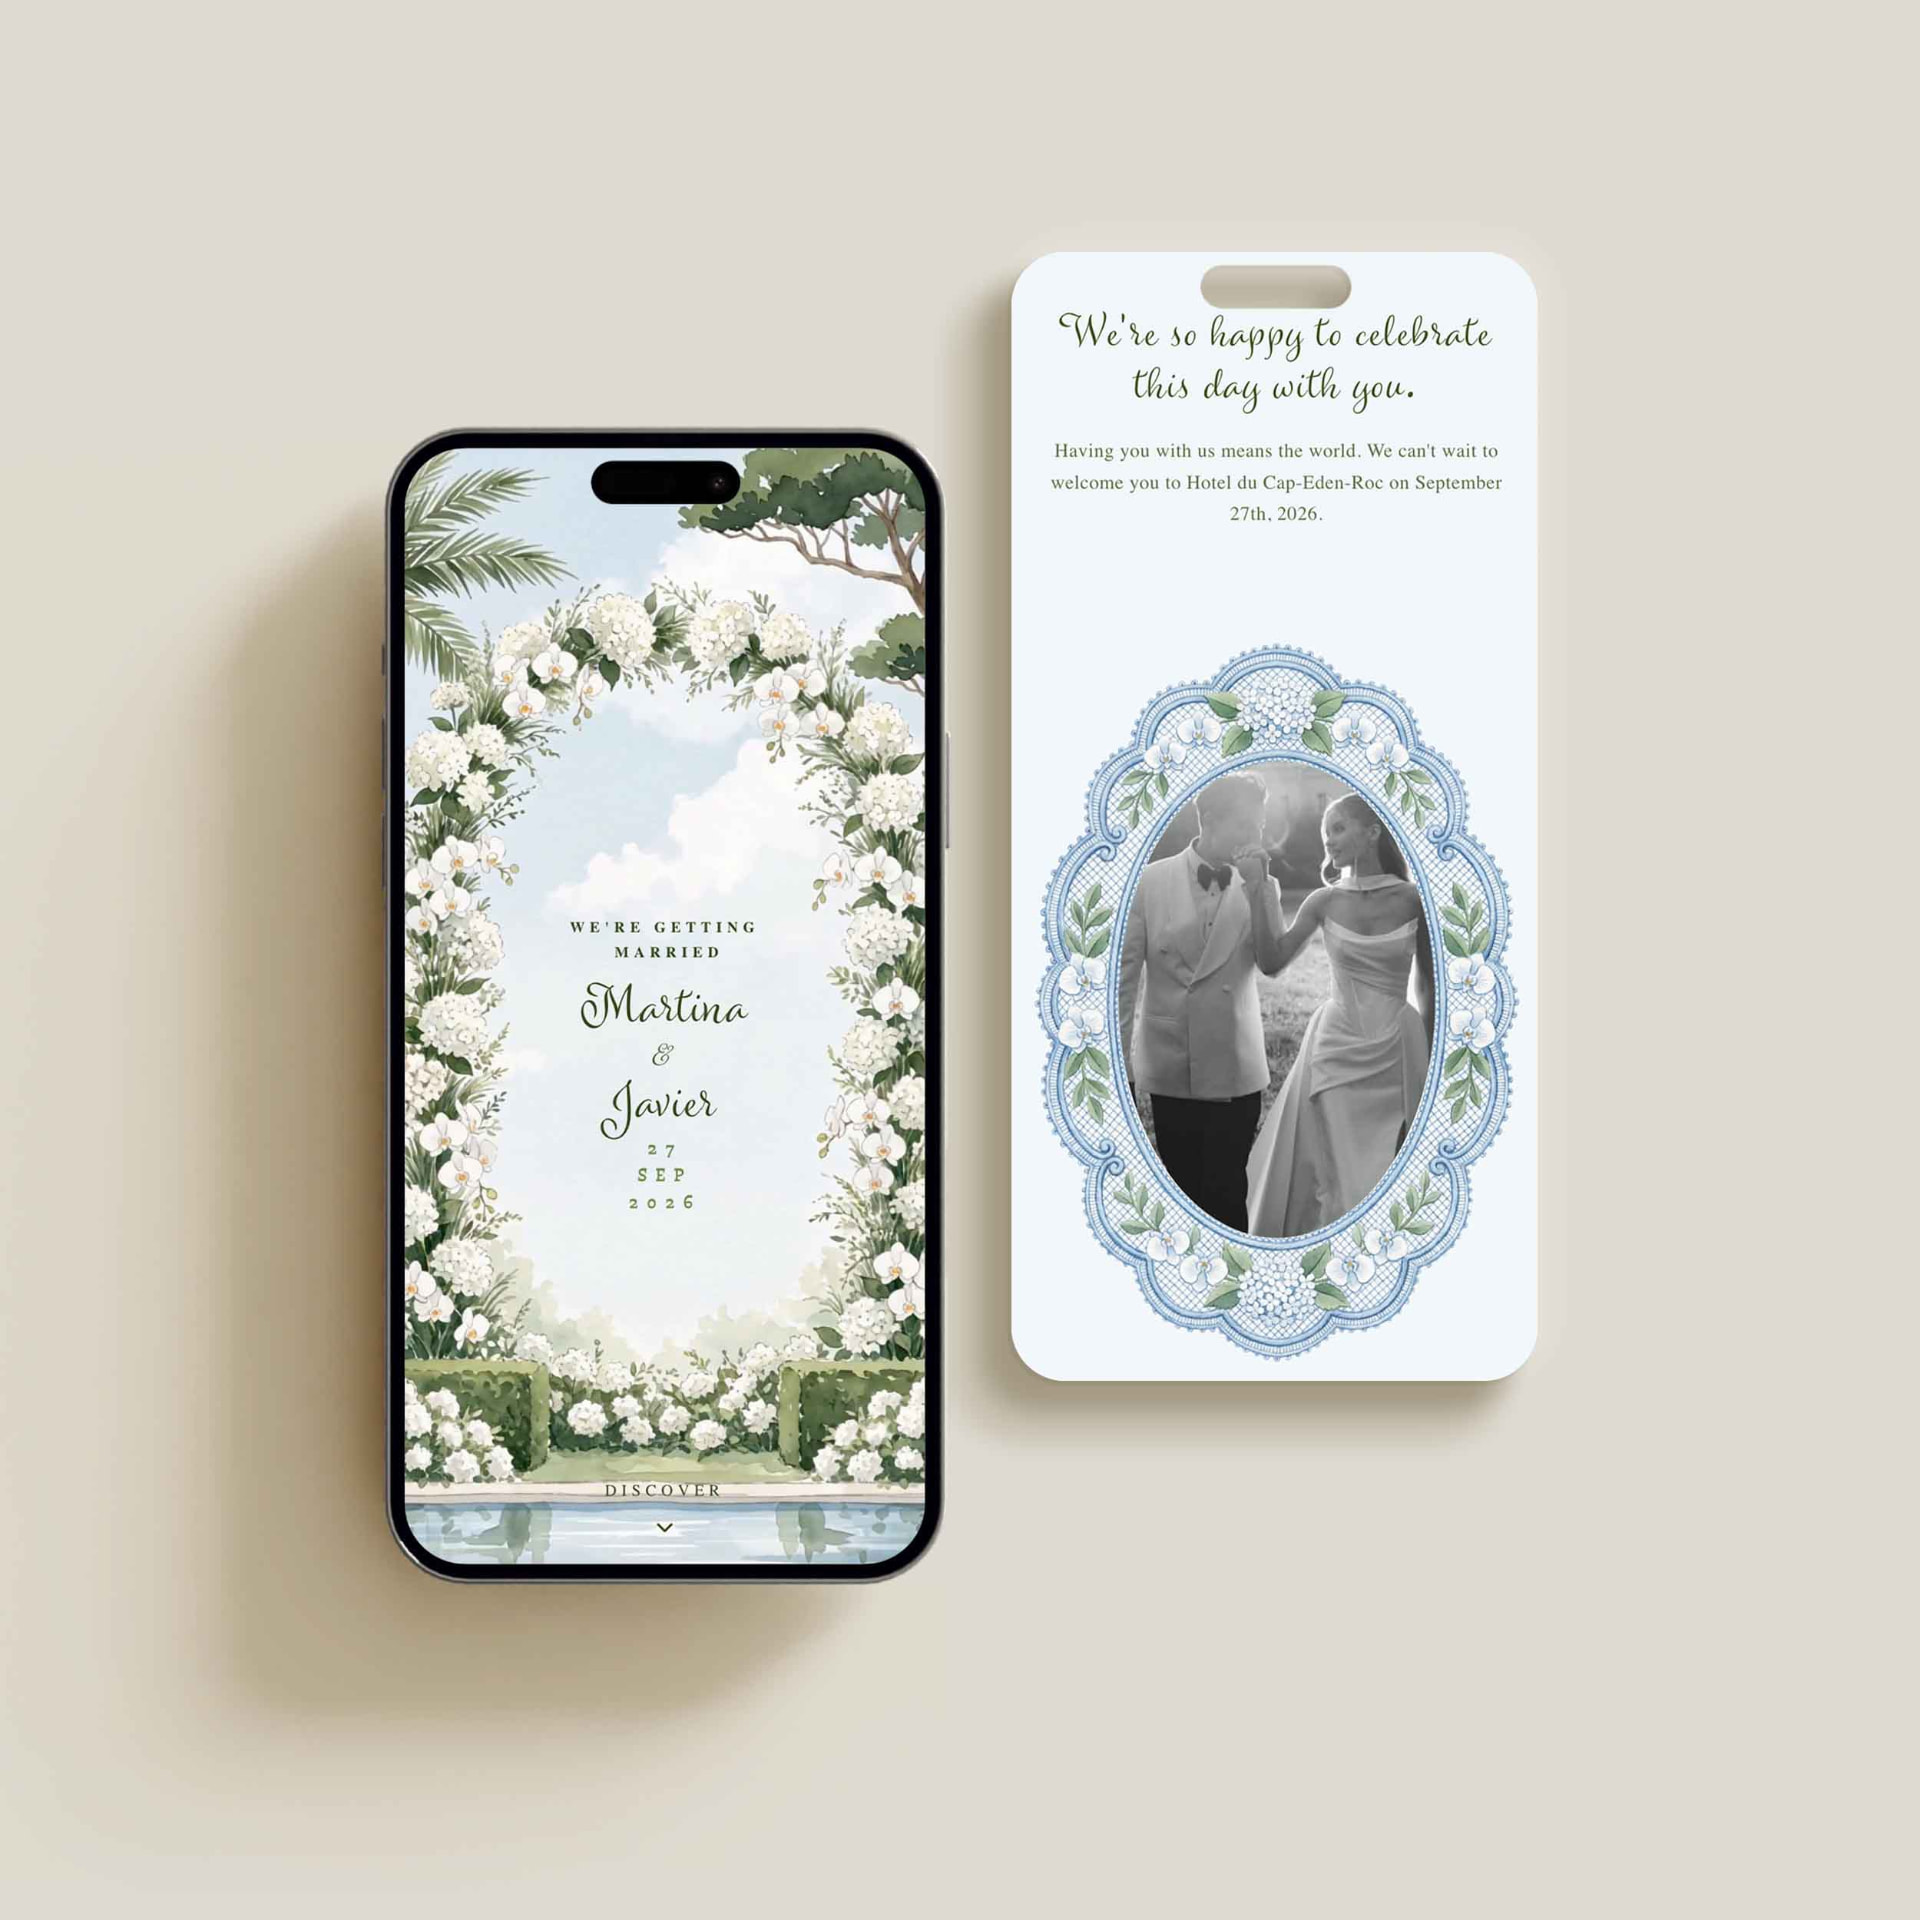 WE'RE GETTING
MARRIED
Martina
&
Javier
27
SEP
2026
DISCOVER
We're so happy to celebrate
this day with you.
Having you with us means the world. We can't wait to
welcome you to Hotel du Cap-Eden-Roc on September
27th, 2026.